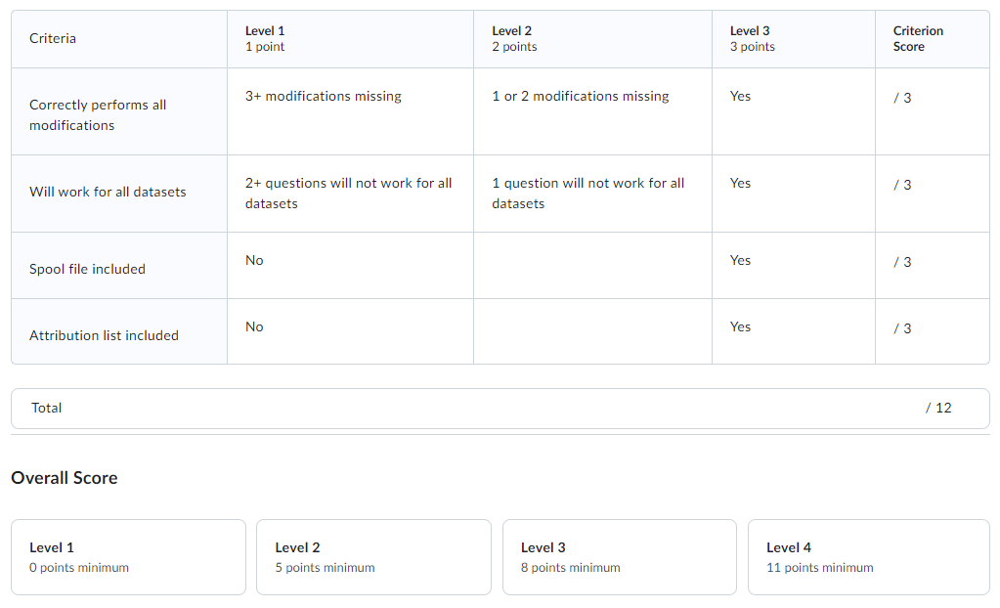 Criteria
Level 1
1 point
Level 2
2 points
Level 3
3 points
Criterion
Score
Correctly performs all
modifications
3+ modifications missing
1 or 2 modifications missing
Yes
/ 3
Will work for all datasets
2+ questions will not work for all
datasets
1 question will not work for all
datasets
Yes
/ 3
Spool file included
No
Yes
/ 3
Attribution list included
No
Yes
/ 3
Total
/ 12
Overall Score
Level 1
0 points minimum
Level 2
5 points minimum
Level 3
8 points minimum
Level 4
11 points minimum